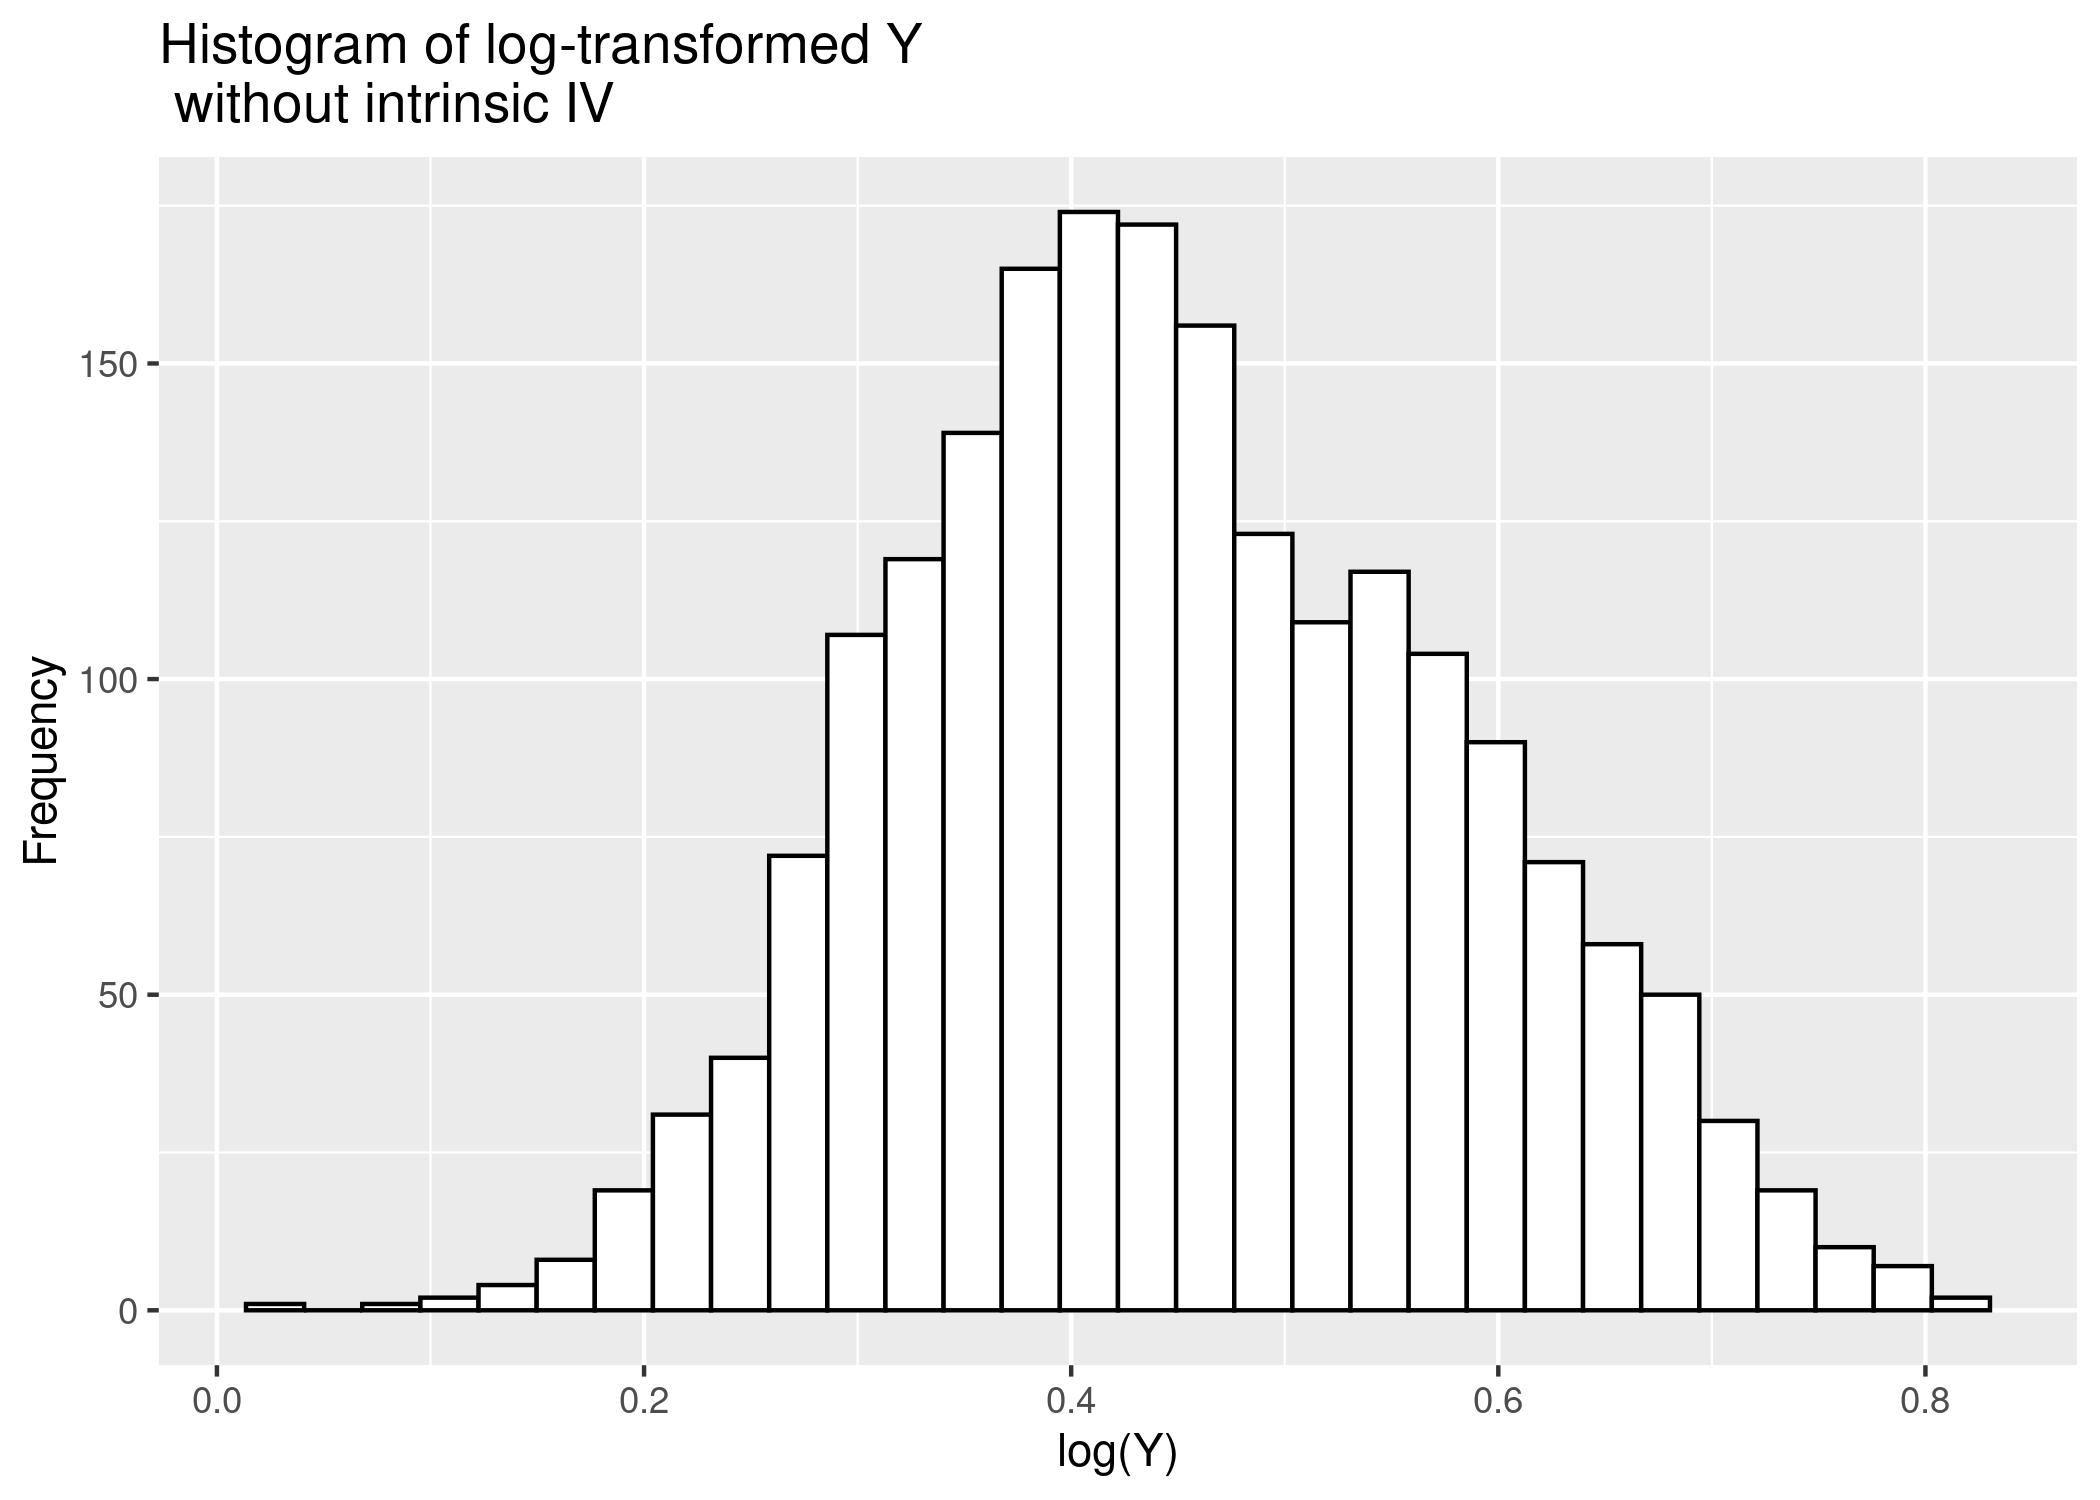 Histogram of log-transformed Y
without intrinsic IV
150
100
50
0
Frequency
0.0 0.2 0.4 0.6 0.8
log(Y)